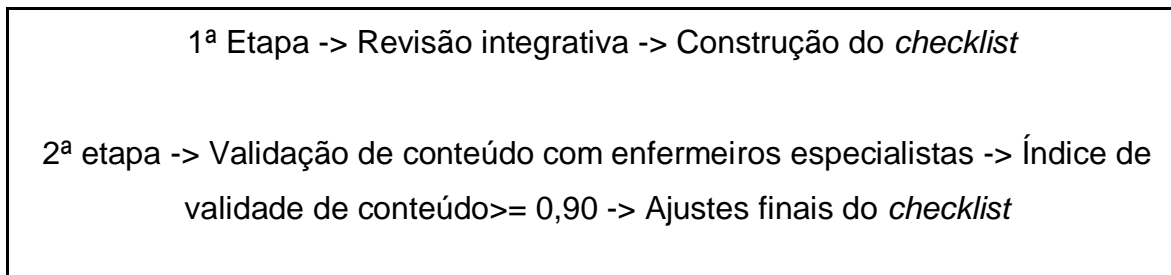 1ª Etapa -> Revisão integrativa -> Construção do checklist
2ª etapa -> Validação de conteúdo com enfermeiros especialistas -> Índice de
validade de conteúdo>= 0,90 -> Ajustes finais do checklist